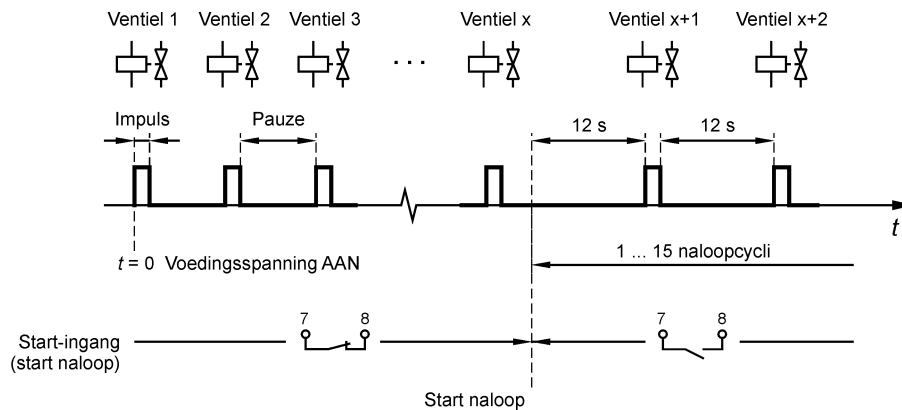 Ventiel 1 Ventiel 2 Ventiel 3 Ventiel x Ventiel x+1 Ventiel x+2
. . .
Impuls Pauze 12 s 12 s
t
t = 0 Voedingsspanning AAN
1 ... 15 naloopcycli
7 8 7 8
Start-ingang
(start naloop)
Start naloop